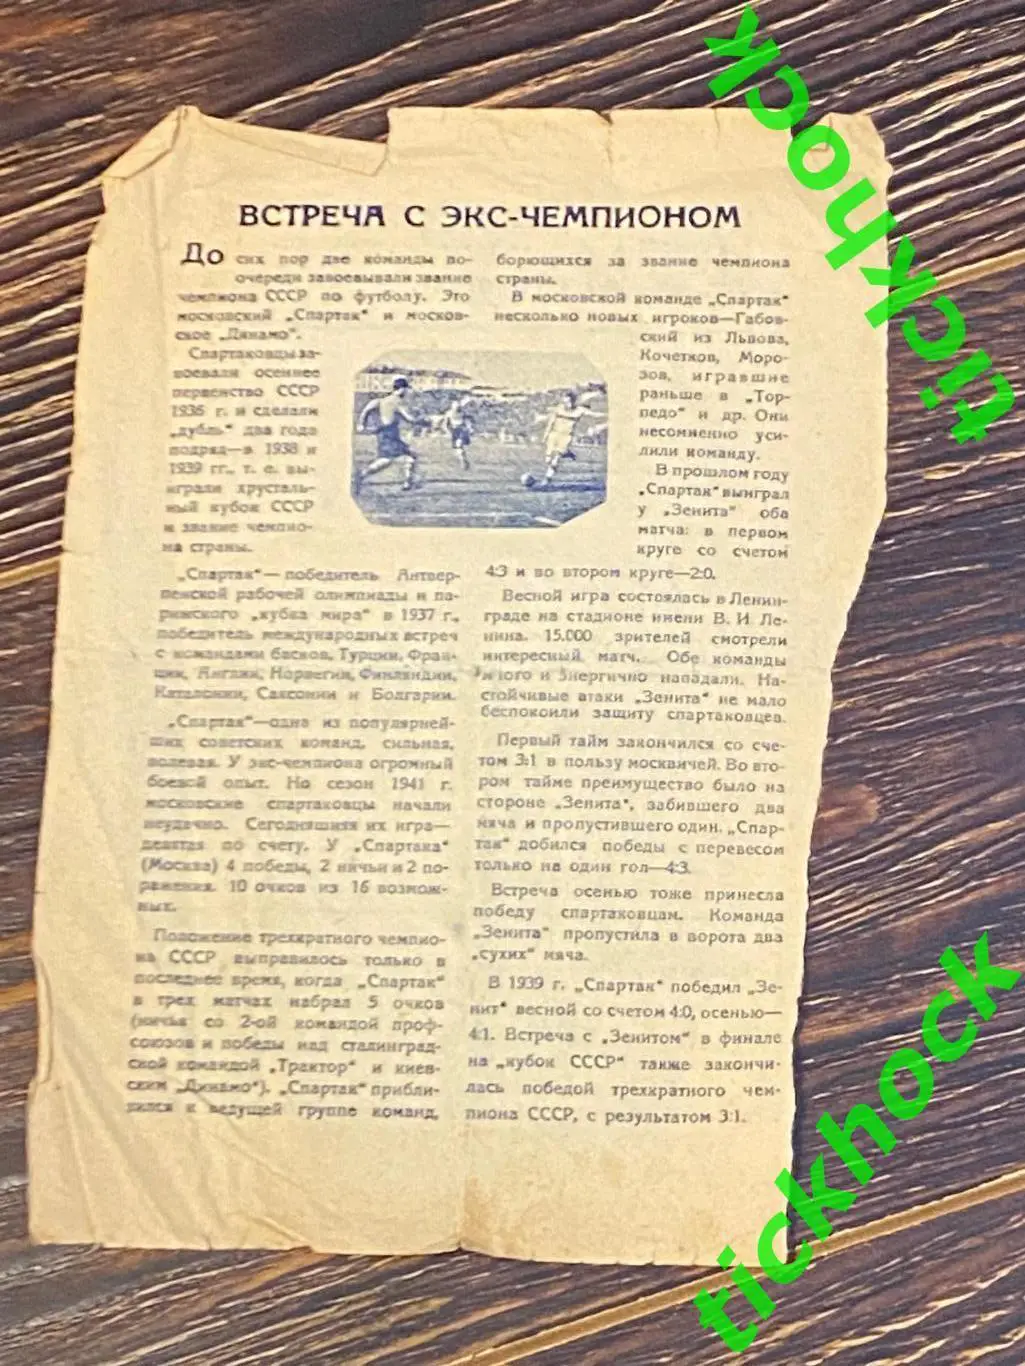 ВСТРЕЧА С ЭКС-ЧЕМПИОНОМ
До сих пор две команды по-
очереди завоевывали звание
чемпиона СССР по футболу. Это
московский „Спартак" и москов-
ское „Динамо".
Спартаковцы за-
воевали осеннее
первенство СССР
1936 г. и сделали
„дубль" два года
подряд—в 1938 и
1939 гг., т. е. вы-
играли хрусталь-
ный кубок СССР
и звание чемпио-
на страны.
„Спартак"—победитель Антвер-
пенской рабочей олимпиады и па-
рижского „кубка мира" в 1937 г.,
победитель международных встреч
с командами басков, Турции, Фран-
ции, Англии, Норвегии, Финляндии,
Каталонии, Саксонии и Болгарии.
„Спартак"—одна из популярней-
ших советских команд, сильная,
волевая. У экс-чемпиона огромный
боевой опыт. Но сезон 1941 г.
московские спартаковцы начали
неудачно. Сегодняшняя их игра—
девятая по счету. У „Спартака"
(Москва) 4 победы, 2 ничьи и 2 по-
ражения. 10 очков из 16 возмож-
ных.
Положение трехкратного чемпио-
на СССР выправилось только в
последнее время, когда „Спартак"
в трех матчах набрал 5 очков
(ничья со 2-ой командой проф-
союзов и победы над сталинград-
ской командой „Трактор" и киев-
ским „Динамо"). „Спартак" прибли-
зился к ведущей группе команд,
борющихся за звание чемпиона
страны.
В московской команде „Спартак"
несколько новых игроков—Габов-
ский из Львова,
Кочетков, Моро-
зов, игравшие
раньше в „Тор-
педо" и др. Они
несомненно уси-
лили команду.
В прошлом году
„Спартак" выиграл
у „Зенита" оба
матча: в первом
круге со счетом
4:3 и во втором круге—2:0.
Весной игра состоялась в Ленин-
граде на стадионе имени В. И. Ле-
нина. 15.000 зрителей смотрели
интересный матч. Обе команды
много и энергично нападали. На-
стойчивые атаки „Зенита" не мало
беспокоили защиту спартаковцев.
Первый тайм закончился со сче-
том 3:1 в пользу москвичей. Во вто-
ром тайме преимущество было на
стороне „Зенита", забившего два
мяча и пропустившего один. „Спар-
так" добился победы с перевесом
только на один гол—4:3.
Встреча осенью тоже принесла
победу спартаковцам. Команда
„Зенита" пропустила в ворота два
„сухих" мяча.
В 1939 г. „Спартак" победил „Зе-
нит" весной со счетом 4:0, осенью—
4:1. Встреча с „Зенитом" в финале
на „кубок СССР" также закончи-
лась победой трехкратного чем-
пиона СССР, с результатом 3:1.
tickhock
tickhock